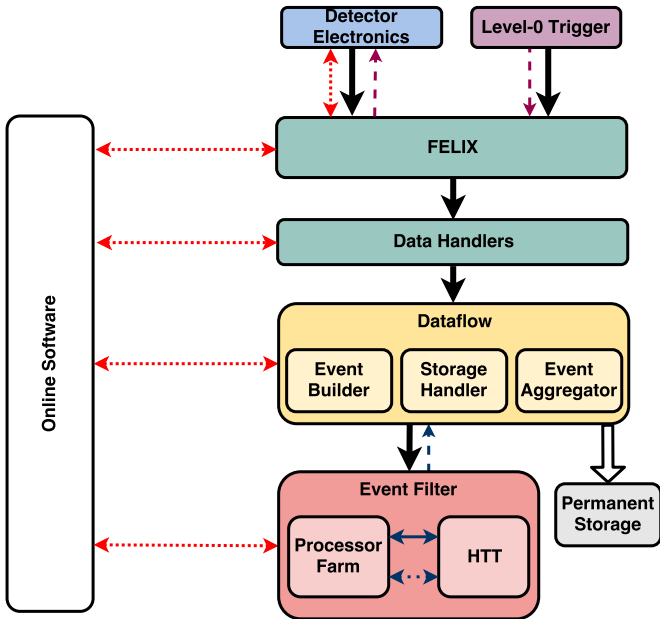 Detector
Electronics
Level-0 Trigger
FELIX
Data Handlers
Online Software
Dataflow
Event
Builder
Storage
Handler
Event
Aggregator
Event Filter
Processor
Farm
HTT
Permanent
Storage